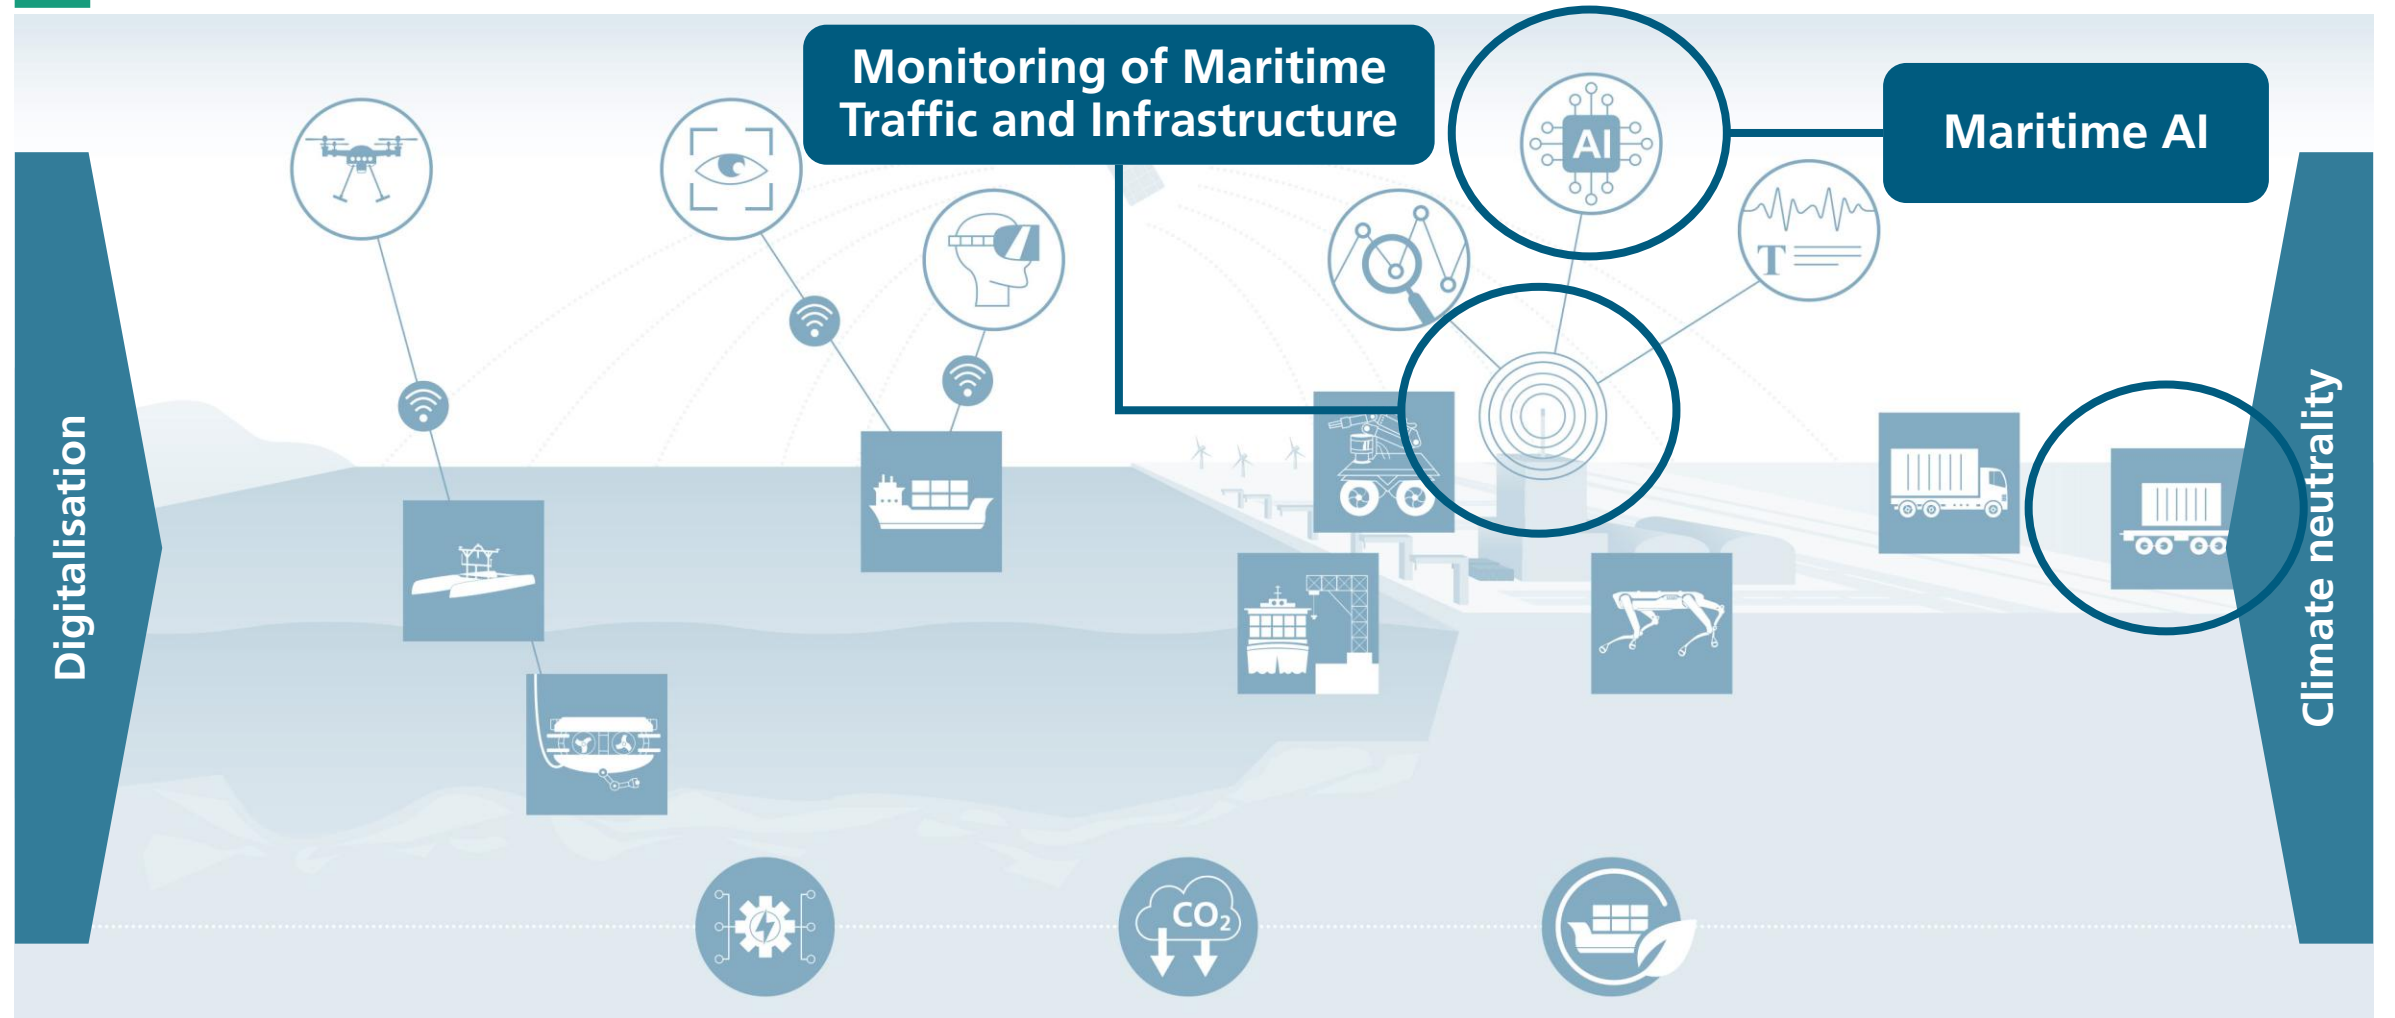 Monitoring of Maritime
Traffic and Infrastructure
AI
Maritime AI
T
Digitalisation
Climate neutrality
CO₂